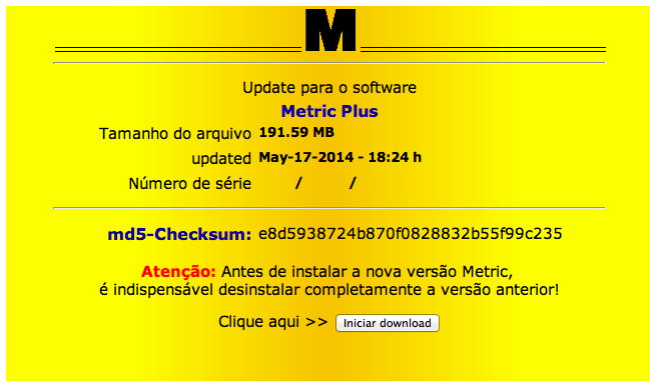 M
Update para o software
Metric Plus
Tamanho do arquivo 191.59 MB
updated May-17-2014 - 18:24 h
Número de série / /
md5-Checksum: e8d5938724b870f0828832b55f99c235
Atenção: Antes de instalar a nova versão Metric,
é indispensável desinstalar completamente a versão anterior!
Clique aqui >> Iniciar download